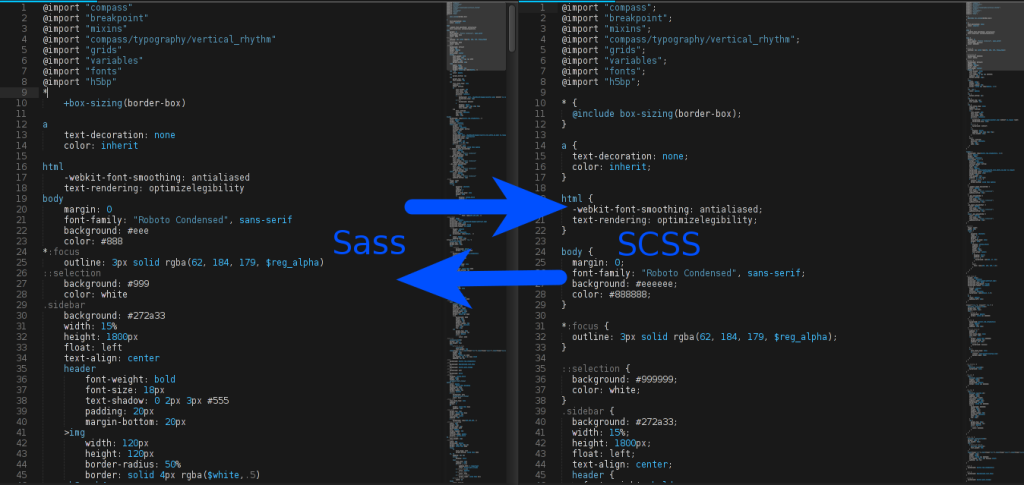 1 @import "compass"
2 @import "breakpoint"
3 @import "mixins"
4 @import "compass/typography/vertical_rhythm"
5 @import "grids"
6 @import "variables"
7 @import "fonts"
8 @import "h5bp"
9 *
10 +box-sizing(border-box)
11
12 a
13 text-decoration: none
14 color: inherit
15
16 html
17 -webkit-font-smoothing: antialiased
18 text-rendering: optimizelegibility
19 body
20 margin: 0
21 font-family: "Roboto Condensed", sans-serif
22 background: #eee
23 color: #888
24 *:focus
25 outline: 3px solid rgba(62, 184, 179, $reg_alpha)
26 ::selection
27 background: #999
28 color: white
29 .sidebar
30 background: #272a33
31 width: 15%
32 height: 1800px
33 float: left
34 text-align: center
35 header
36 font-weight: bold
37 font-size: 18px
38 text-shadow: 0 2px 3px #555
39 padding: 20px
40 margin-bottom: 20px
41 >img
42 width: 120px
43 height: 120px
44 border-radius: 50%
45 border: solid 4px rgba($white,.5)
Sass
1 @import "compass";
2 @import "breakpoint";
3 @import "mixins";
4 @import "compass/typography/vertical_rhythm";
5 @import "grids";
6 @import "variables";
7 @import "fonts";
8 @import "h5bp";
9
10 * {
11 @include box-sizing(border-box);
12 }
13
14 a {
15 text-decoration: none;
16 color: inherit;
17 }
18
html {
-webkit-font-smoothing: antialiased;
21 text-rendering: optimizelegibility;
22 }
23
24 body {
25 margin: 0;
26 font-family: "Roboto Condensed", sans-serif;
27 background: #eeeeee;
28 color: #888888;
29 }
30
31 *:focus {
32 outline: 3px solid rgba(62, 184, 179, $reg_alpha);
33 }
34
35 ::selection {
36 background: #999999;
37 color: white;
38 }
39 .sidebar {
40 background: #272a33;
41 width: 15%;
42 height: 1800px;
43 float: left;
44 text-align: center;
45 header {
SCSS